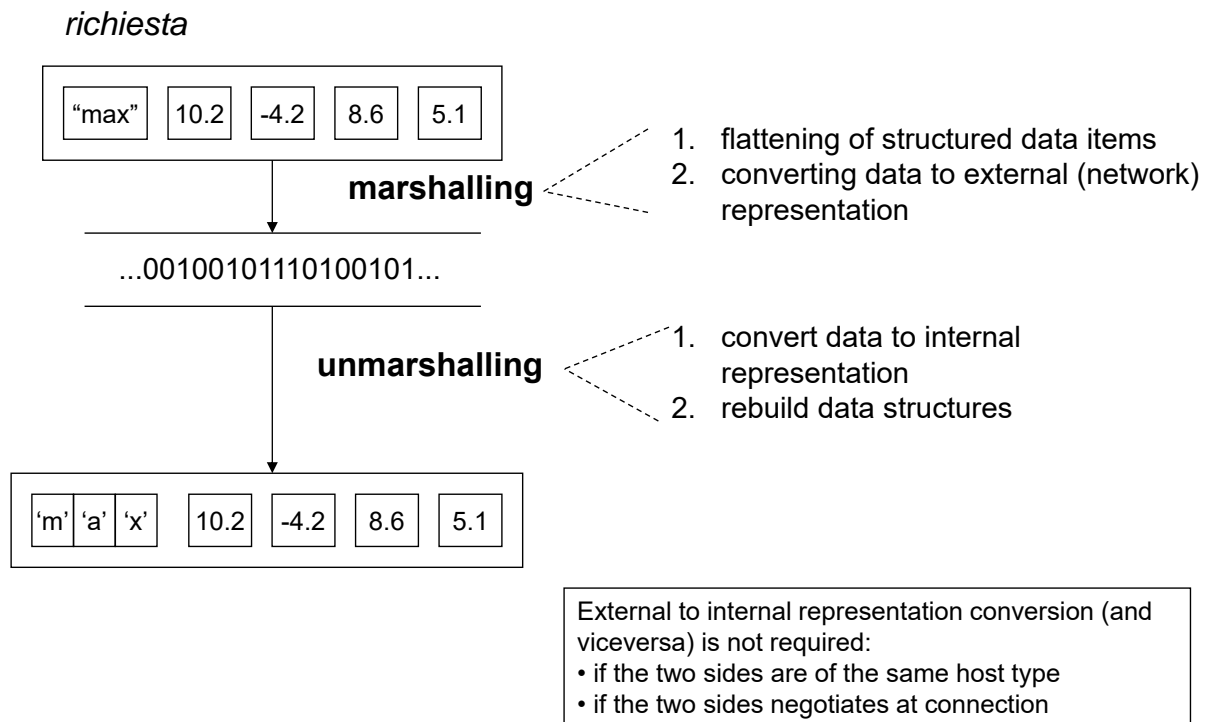 richiesta
“max” 10.2 -4.2 8.6 5.1
marshalling
1. flattening of structured data items
2. converting data to external (network)
representation
...00100101110100101...
unmarshalling
1. convert data to internal
representation
2. rebuild data structures
‘m’ ‘a’ ‘x’ 10.2 -4.2 8.6 5.1
External to internal representation conversion (and
viceversa) is not required:
• if the two sides are of the same host type
• if the two sides negotiates at connection